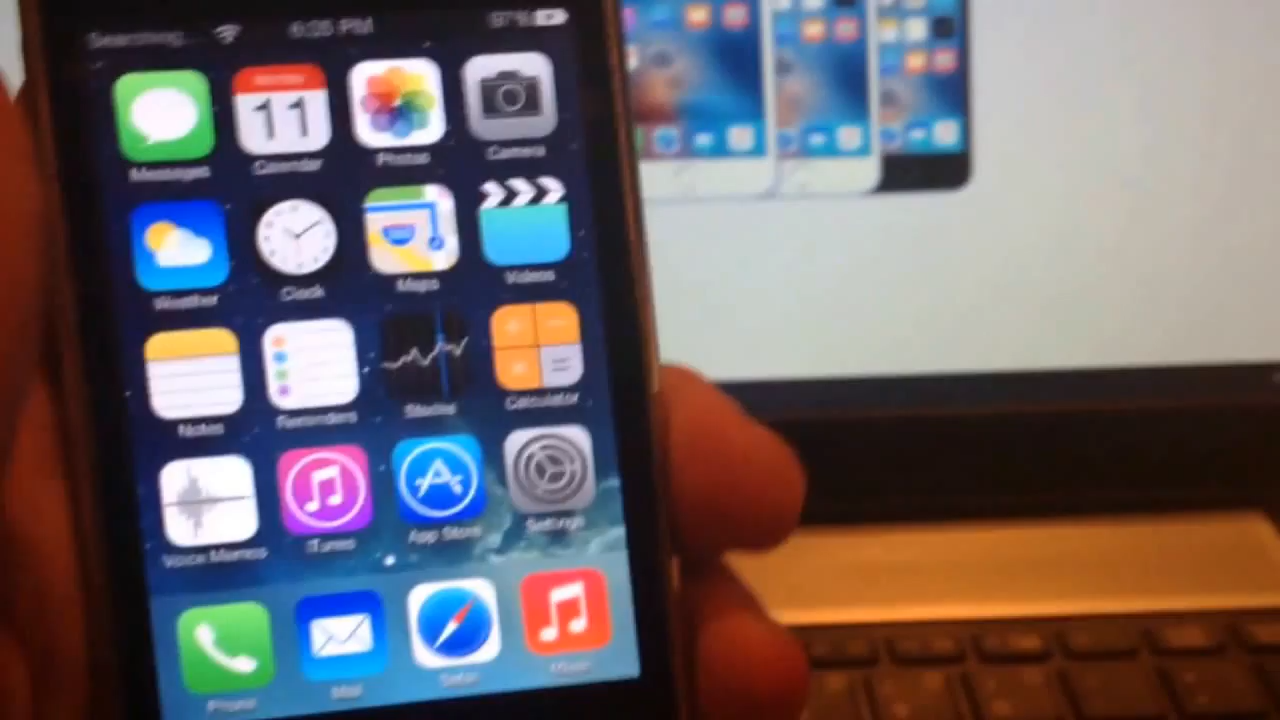 Searching... 6:05 PM 97%
11
Messages Calendar Photos Camera
Weather Clock Maps Videos
Notes Reminders Stocks Calculator
Voice Memos iTunes App Store Settings
Phone Mail Safari Music